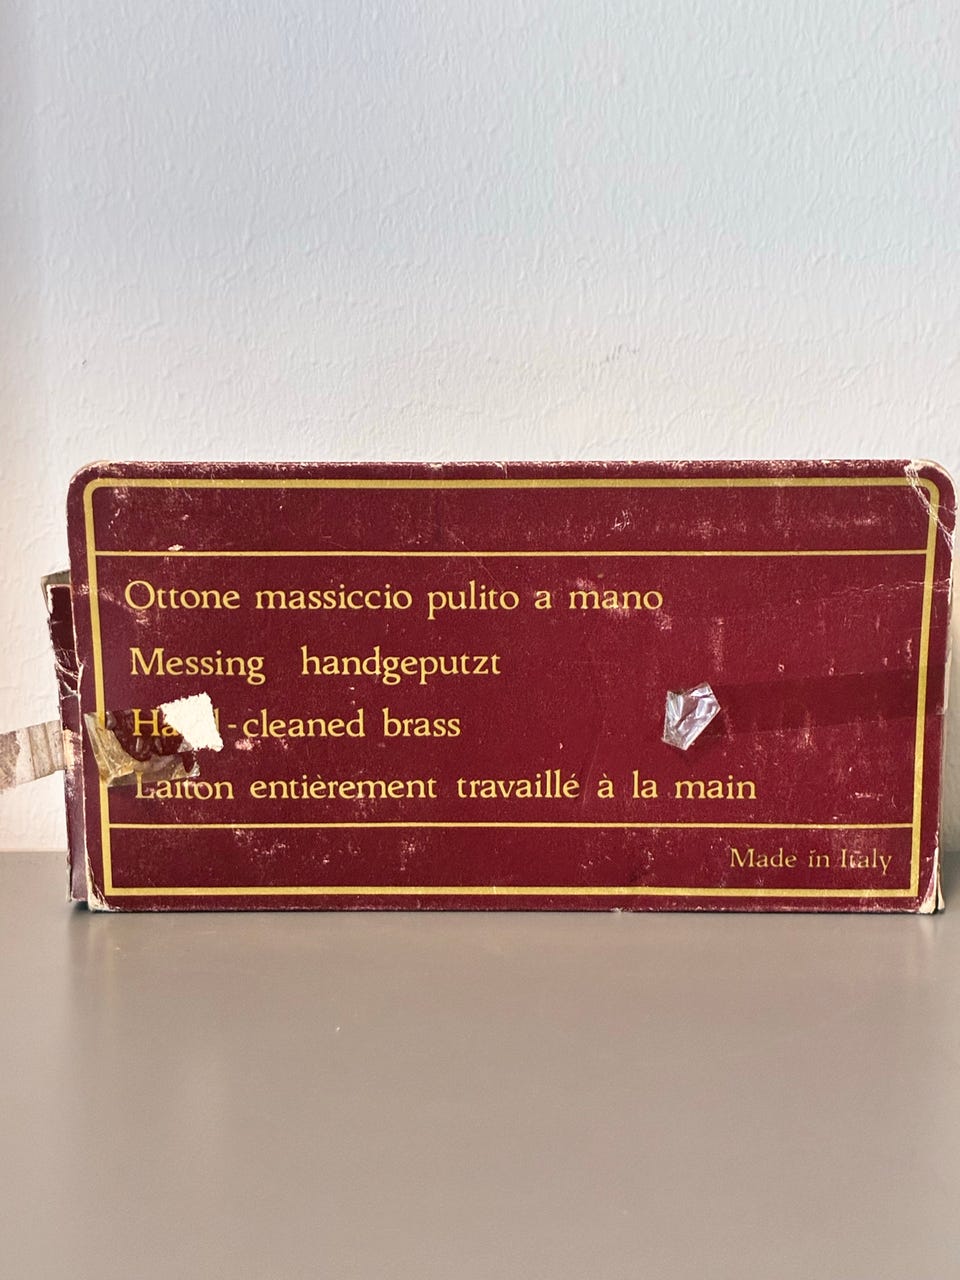 Ottone massiccio pulito a mano
Messing handgeputzt
-cleaned brass
Laiton entièrement travaillé à la main
Made in Italy